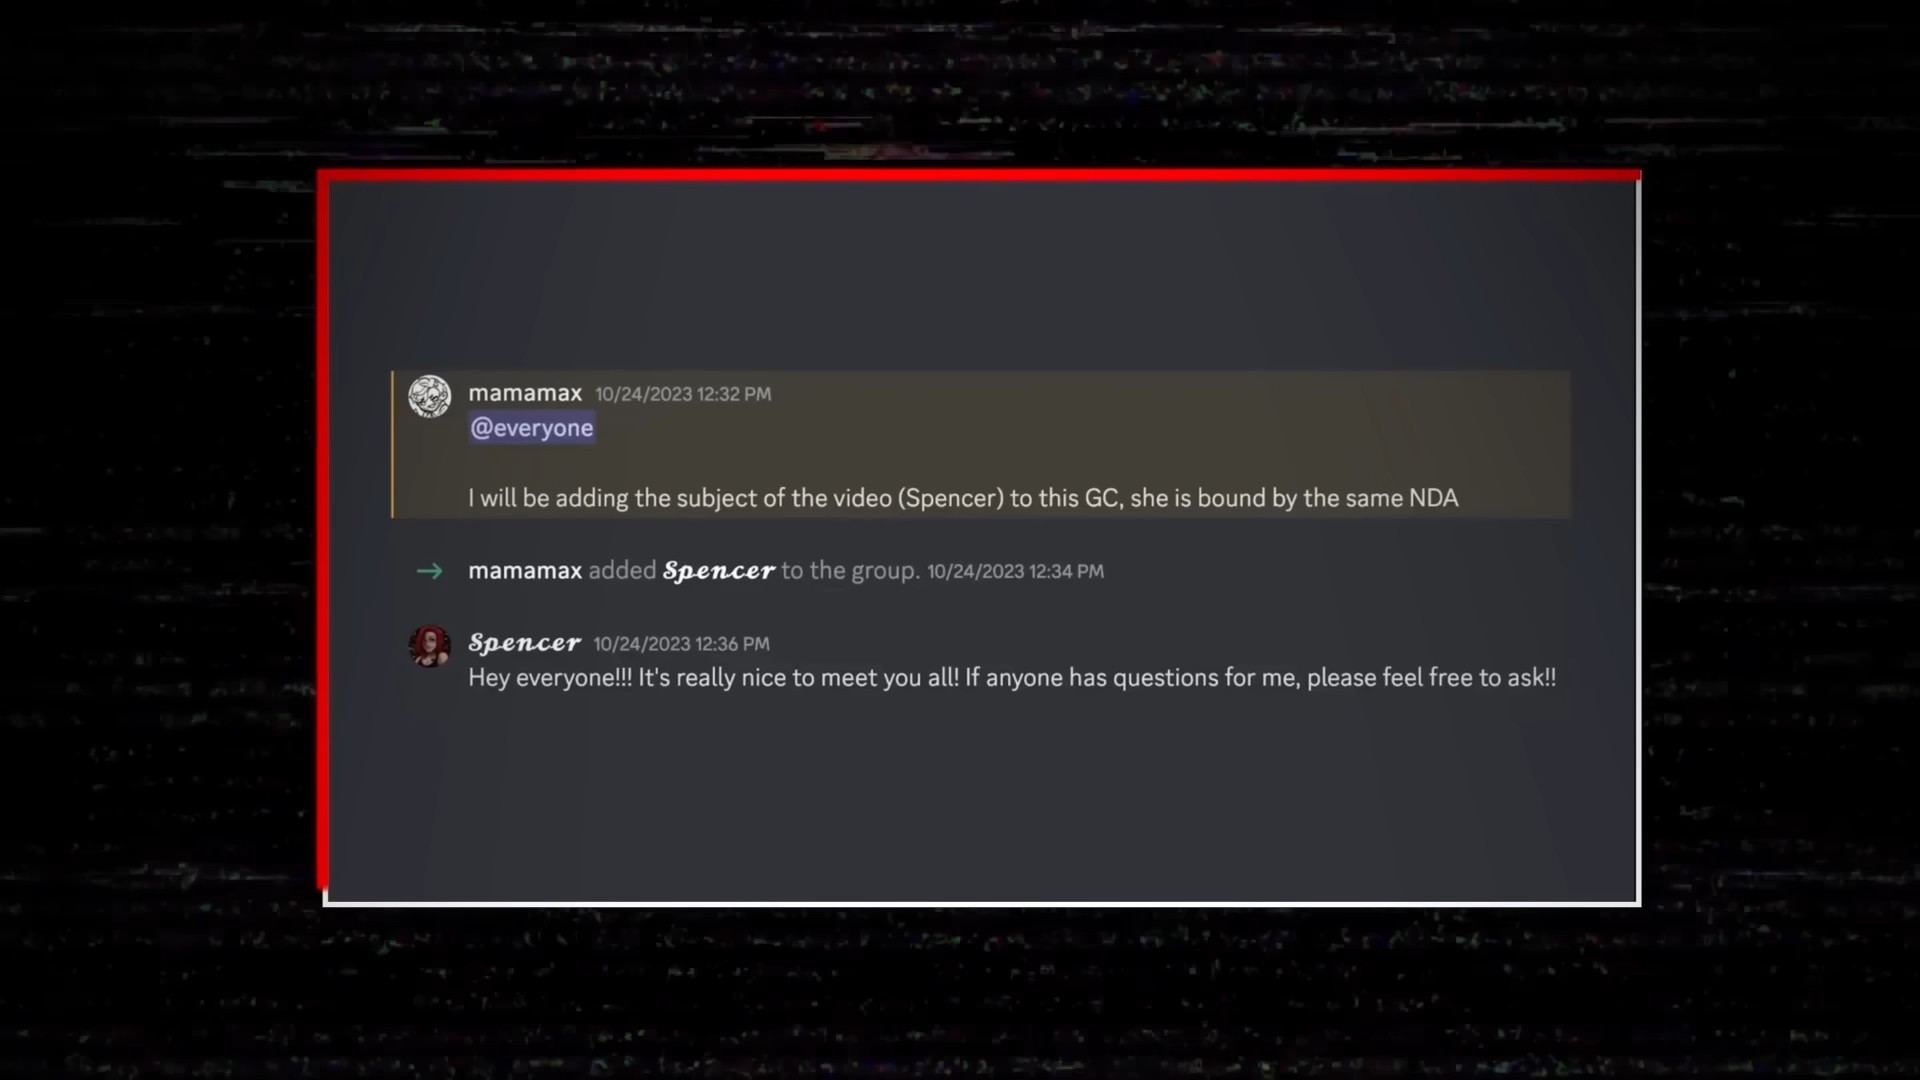 mamamax 10/24/2023 12:32 PM
@everyone
I will be adding the subject of the video (Spencer) to this GC, she is bound by the same NDA
mamamax added Spencer to the group. 10/24/2023 12:34 PM
Spencer 10/24/2023 12:36 PM
Hey everyone!!! It's really nice to meet you all! If anyone has questions for me, please feel free to ask!!